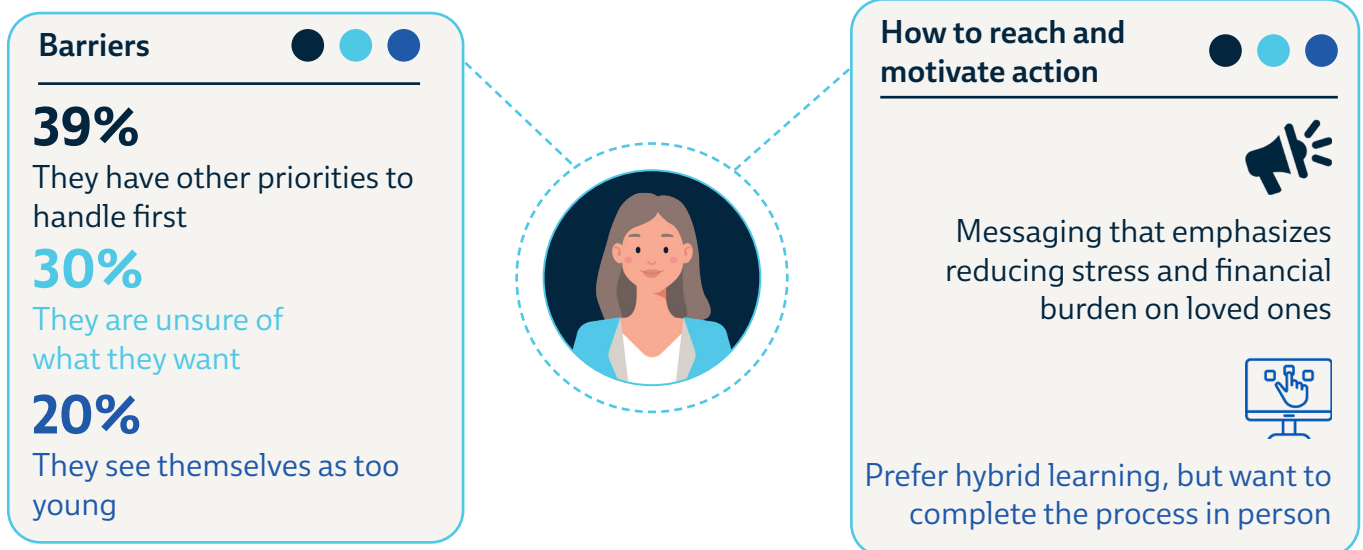 Barriers
39%
They have other priorities to
handle first
30%
They are unsure of
what they want
20%
They see themselves as too
young
How to reach and
motivate action
Messaging that emphasizes
reducing stress and financial
burden on loved ones
Prefer hybrid learning, but want to
complete the process in person